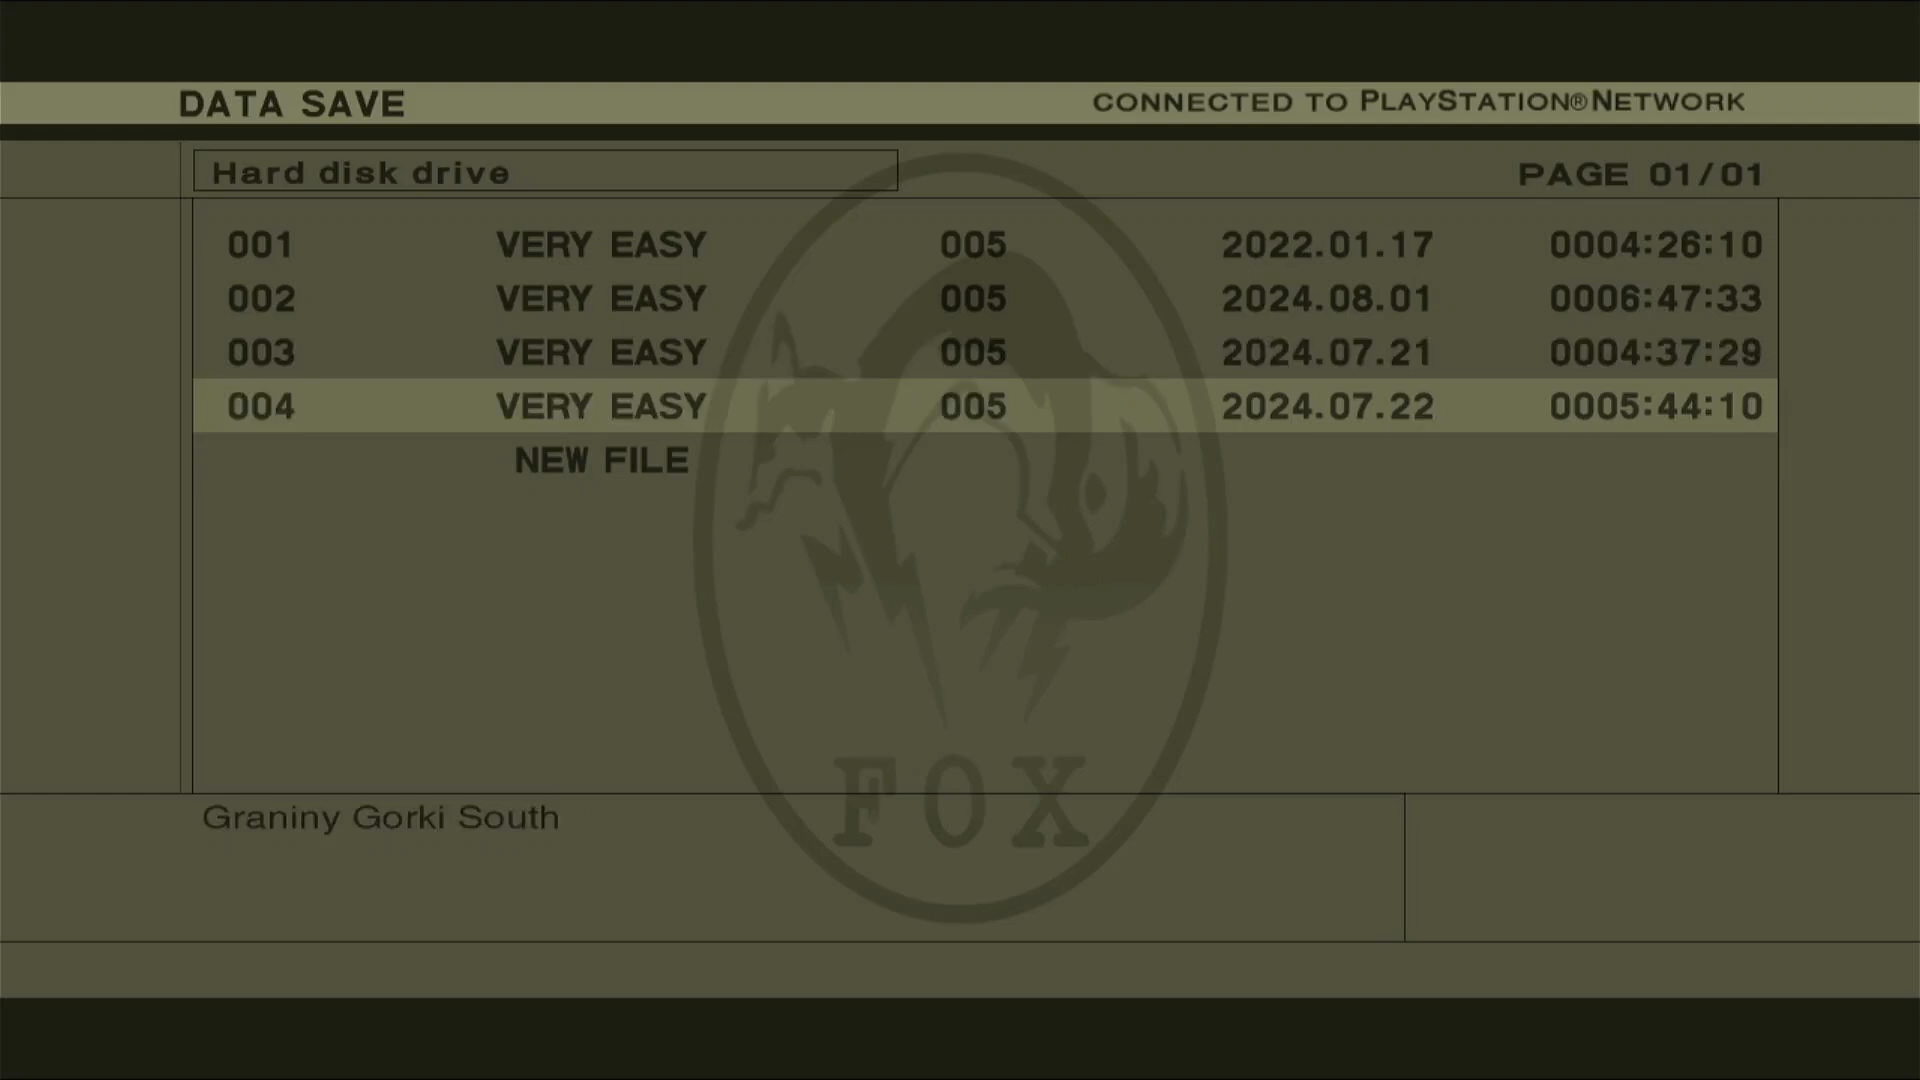 DATA SAVE CONNECTED TO PLAYSTATION®NETWORK
Hard disk drive PAGE 01/01
001 VERY EASY 005 2022.01.17 0004:26:10
002 VERY EASY 005 2024.08.01 0006:47:33
003 VERY EASY 005 2024.07.21 0004:37:29
004 VERY EASY 005 2024.07.22 0005:44:10
NEW FILE
FOX
Graniny Gorki South